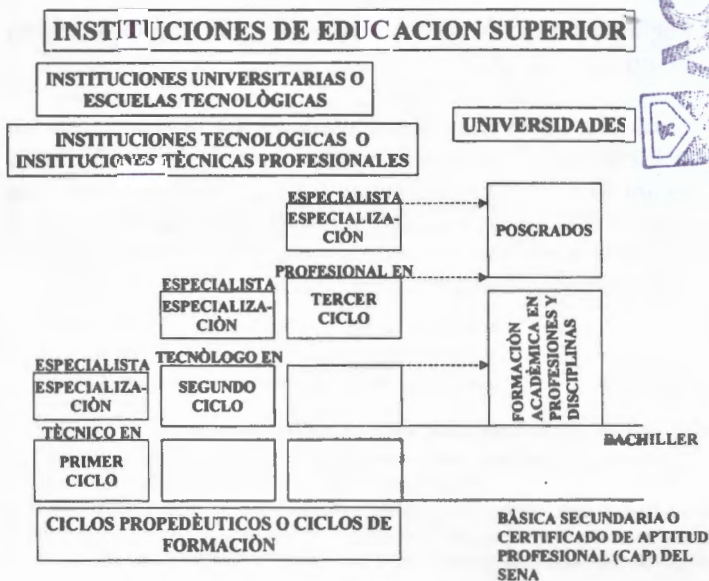 INSTITUCIONES DE EDUCACION SUPERIOR
INSTITUCIONES UNIVERSITARIAS O
ESCUELAS TECNOLÒGICAS
INSTITUCIONES TECNOLOGICAS O
INSTITUCIONES TÈCNICAS PROFESIONALES
UNIVERSIDADES
ESPECIALISTA
ESPECIALIZA-
CIÒN
POSGRADOS
PROFESIONAL EN
TERCER
CICLO
ESPECIALISTA
ESPECIALIZA-
CIÒN
FORMACIÒN
ACADÈMICA EN
PROFESIONES Y
DISCIPLINAS
TECNÒLOGO EN
SEGUNDO
CICLO
ESPECIALISTA
ESPECIALIZA-
CIÒN
BACHILLER
TÈCNICO EN
PRIMER
CICLO
CICLOS PROPEDÈUTICOS O CICLOS DE
FORMACIÒN
BÀSICA SECUNDARIA O
CERTIFICADO DE APTITUD
PROFESIONAL (CAP) DEL
SENA